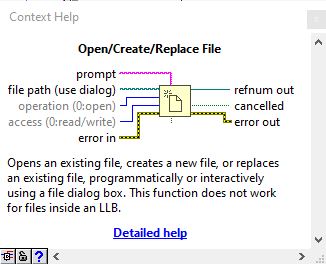 Context Help
Open/Create/Replace File
prompt
file path (use dialog)
operation (0:open)
access (0:read/write)
error in
refnum out
cancelled
error out
Opens an existing file, creates a new file, or replaces
an existing file, programmatically or interactively
using a file dialog box. This function does not work
for files inside an LLB.
Detailed help
?